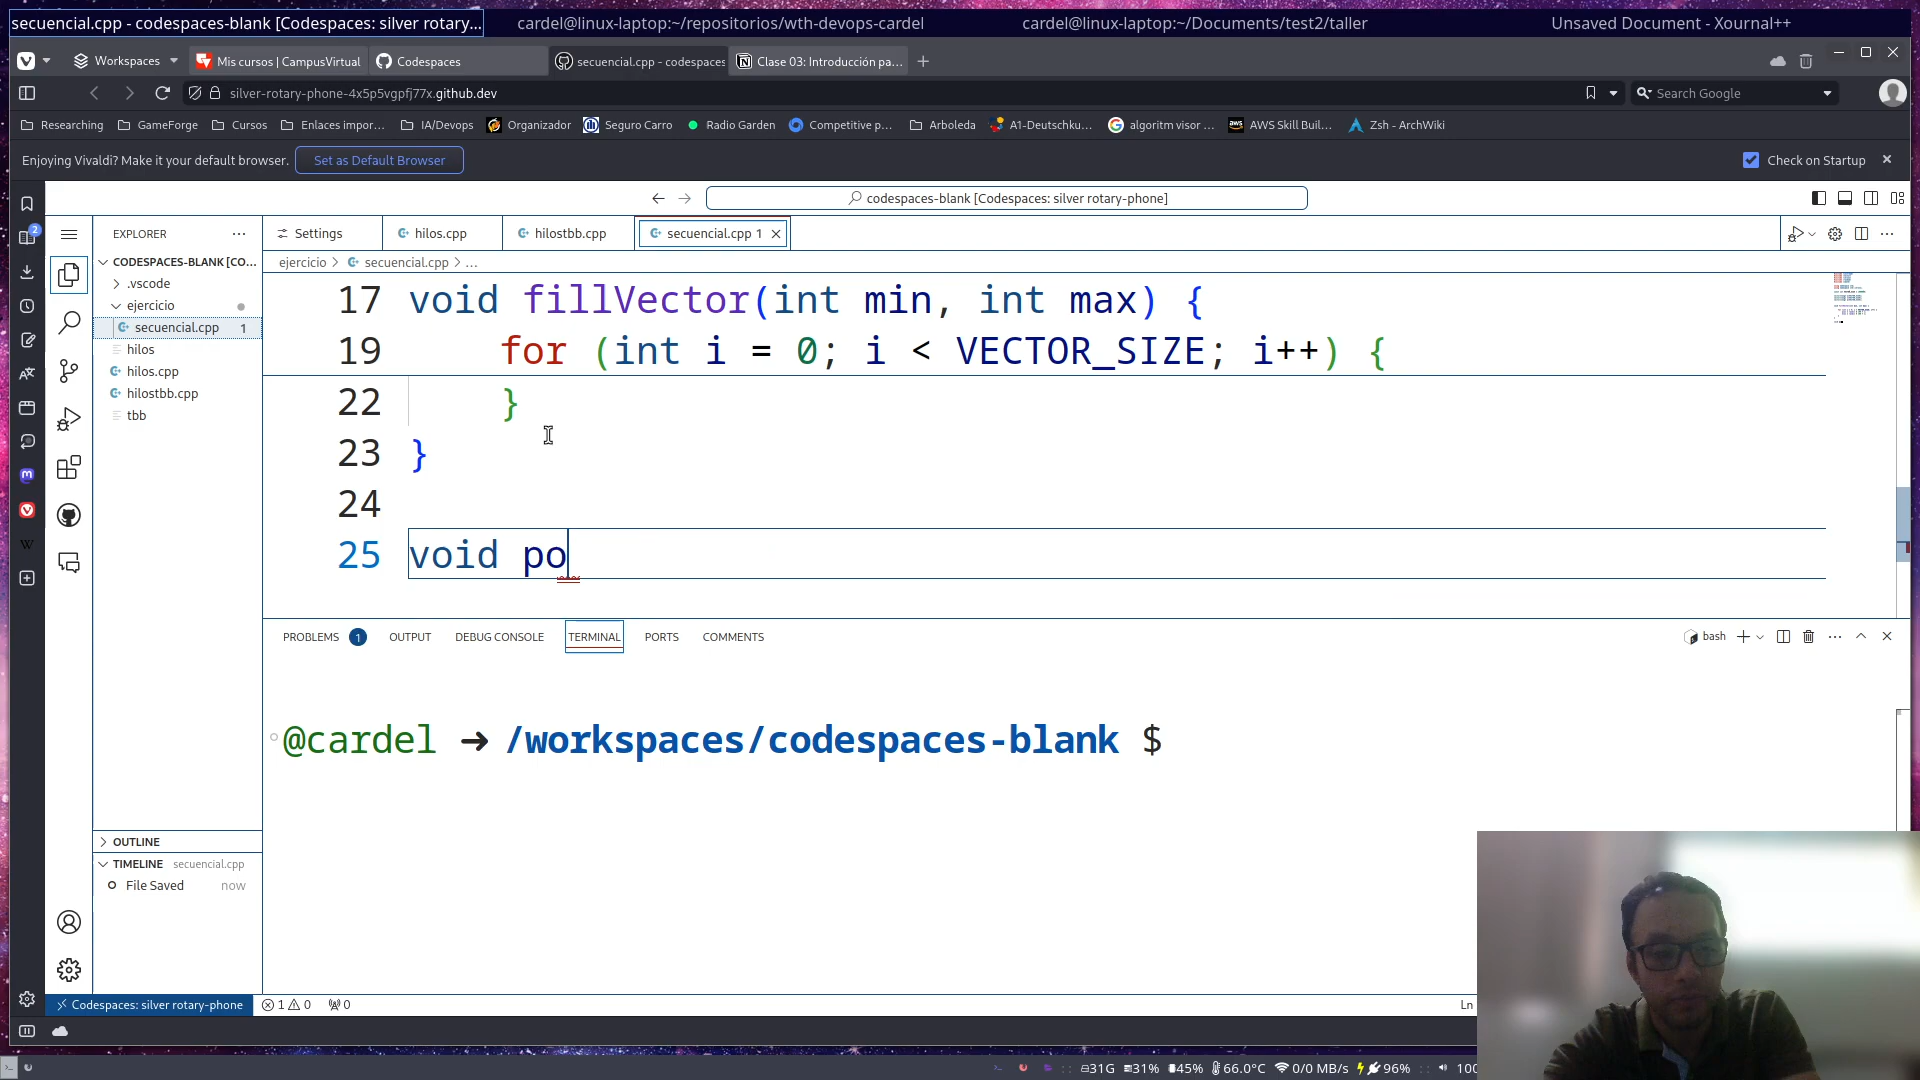 secuencial.cpp - codespaces-blank [Codespaces: silver rotary... cardel@linux-laptop:~/repositorios/wth-devops-cardel cardel@linux-laptop:~/Documents/test2/taller Unsaved Document - Xournal++
Workspaces Mis cursos | CampusVirtual Codespaces secuencial.cpp - codespaces Clase 03: Introducción pa...
silver-rotary-phone-4x5p5vgpfj77x.github.dev Search Google
Researching GameForge Cursos Enlaces impor... IA/Devops Organizador Seguro Carro Radio Garden Competitive p... Arboleda A1-Deutschku... algoritm visor ... AWS Skill Buil... Zsh - ArchWiki
Enjoying Vivaldi? Make it your default browser. Set as Default Browser Check on Startup
codespaces-blank [Codespaces: silver rotary-phone]
EXPLORER Settings hilos.cpp hilostbb.cpp secuencial.cpp 1
CODESPACES-BLANK [CO... ejercicio > secuencial.cpp > ...
.vscode
ejercicio
secuencial.cpp 1
hilos
hilos.cpp
hilostbb.cpp
tbb
17 void fillVector(int min, int max) {
19 for (int i = 0; i < VECTOR_SIZE; i++) {
22 }
23 }
24
25 void po
PROBLEMS 1 OUTPUT DEBUG CONSOLE TERMINAL PORTS COMMENTS bash
@cardel ➜ /workspaces/codespaces-blank $
OUTLINE
TIMELINE secuencial.cpp
File Saved now
Codespaces: silver rotary-phone 1 0 0 Ln
31G 31% 45% 66.0°C 0/0 MB/s 96% 100